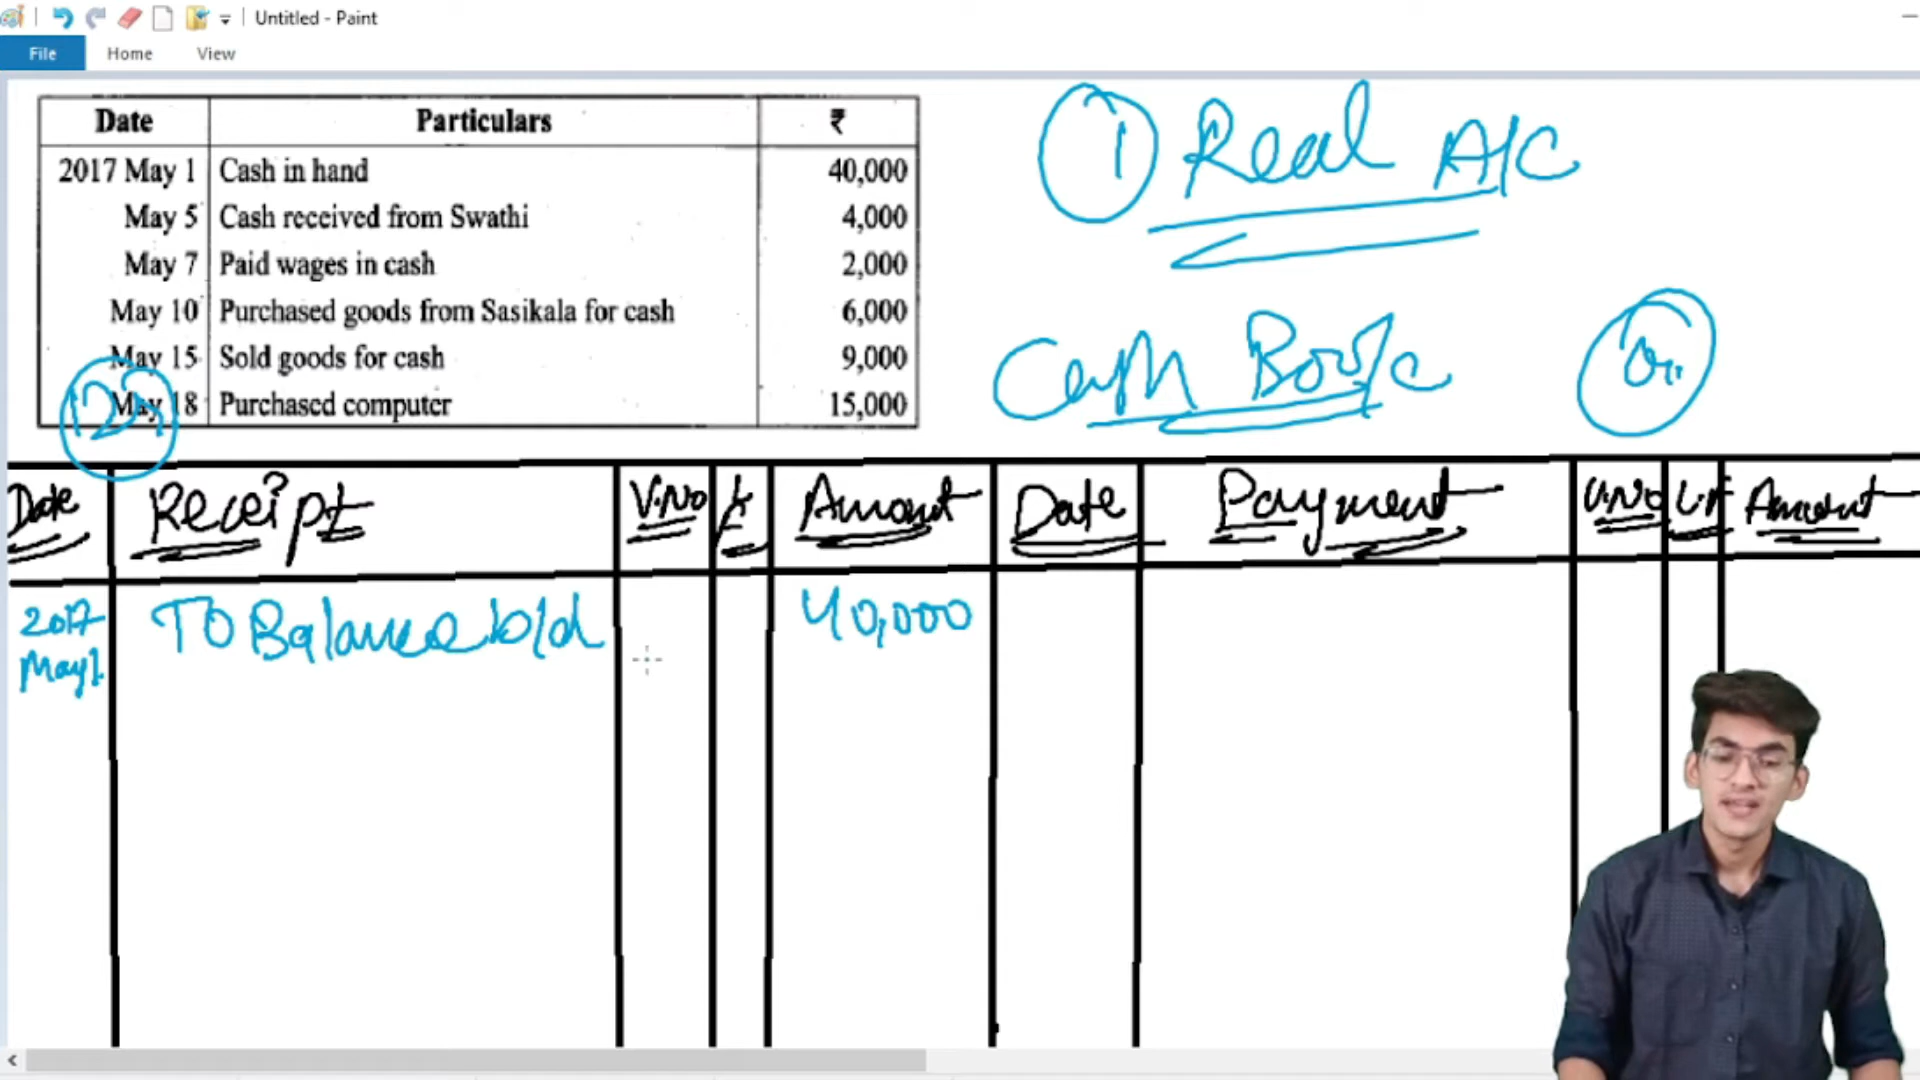 Untitled - Paint
File Home View
Date Particulars ₹
2017 May 1 Cash in hand 40,000
May 5 Cash received from Swathi 4,000
May 7 Paid wages in cash 2,000
May 10 Purchased goods from Sasikala for cash 6,000
May 15 Sold goods for cash 9,000
May 18 Purchased computer 15,000
1 Real A/C
Cash Book
Dr
Cr
Date Receipt V.No Amount Date Payment V.No L.F Amount
2017 To Balance b/d 40,000
May 1